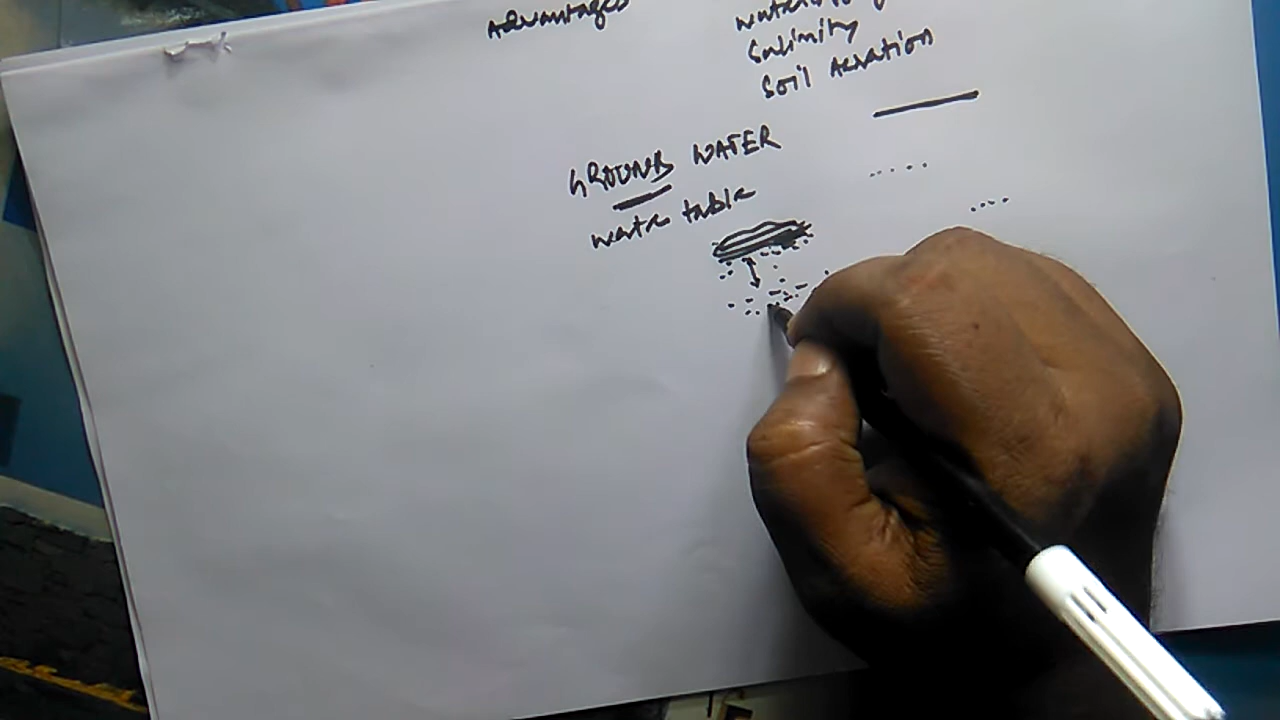 Advantages
Salinity
Soil Aeration
GROUND WATER
Water table